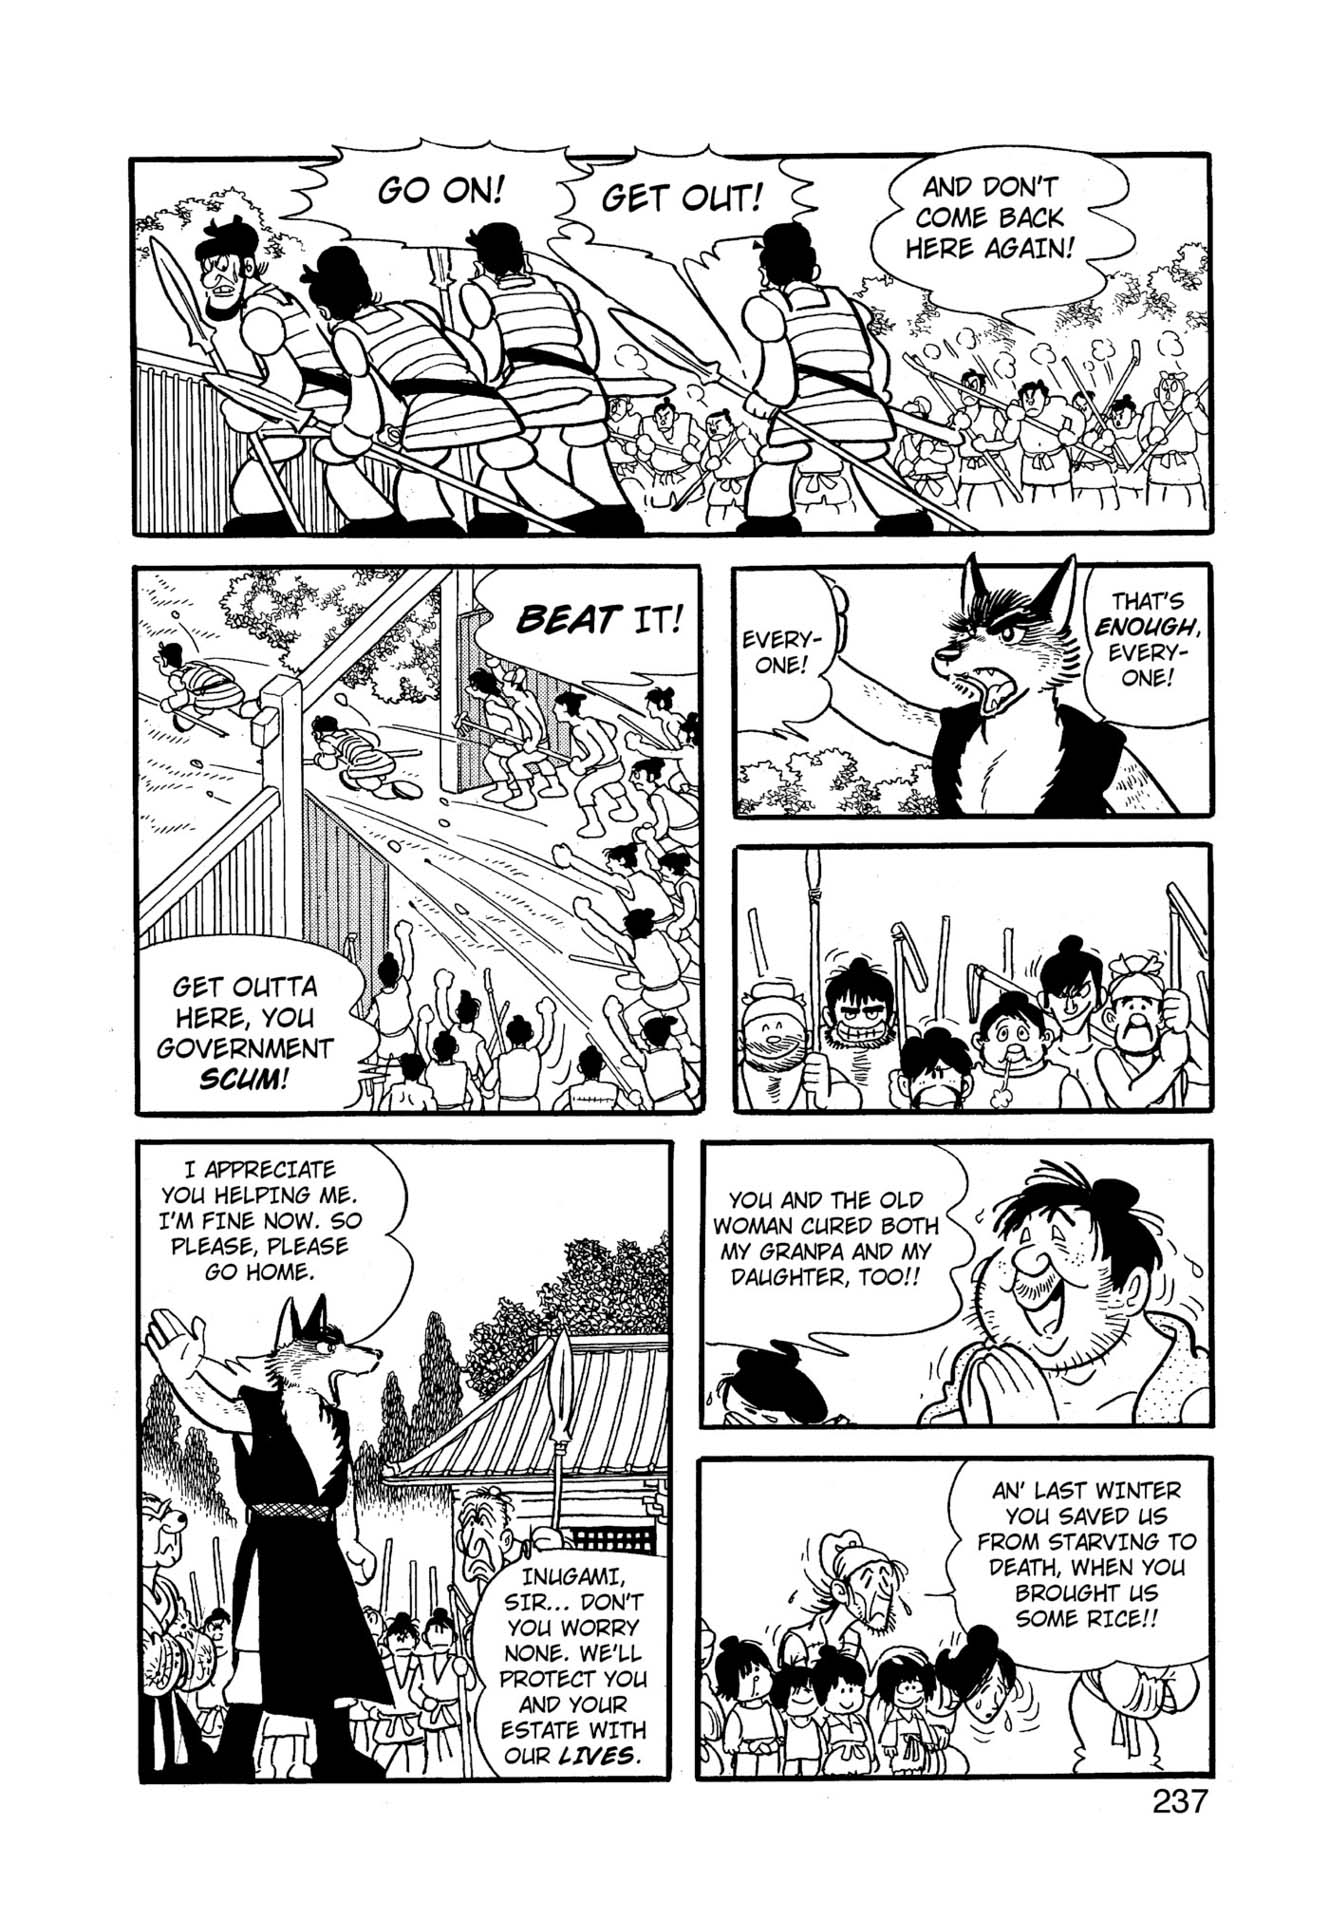 GO ON!
GET OUT!
AND DON'T
COME BACK
HERE AGAIN!
BEAT IT!
GET OUTTA
HERE, YOU
GOVERNMENT
SCUM!
EVERY-
ONE!
THAT'S
ENOUGH,
EVERY-
ONE!
I APPRECIATE
YOU HELPING ME.
I'M FINE NOW. SO
PLEASE, PLEASE
GO HOME.
INUGAMI,
SIR... DON'T
YOU WORRY
NONE. WE'LL
PROTECT YOU
AND YOUR
ESTATE WITH
OUR LIVES.
YOU AND THE OLD
WOMAN CURED BOTH
MY GRANPA AND MY
DAUGHTER, TOO!!
AN' LAST WINTER
YOU SAVED US
FROM STARVING TO
DEATH, WHEN YOU
BROUGHT US
SOME RICE!!
237